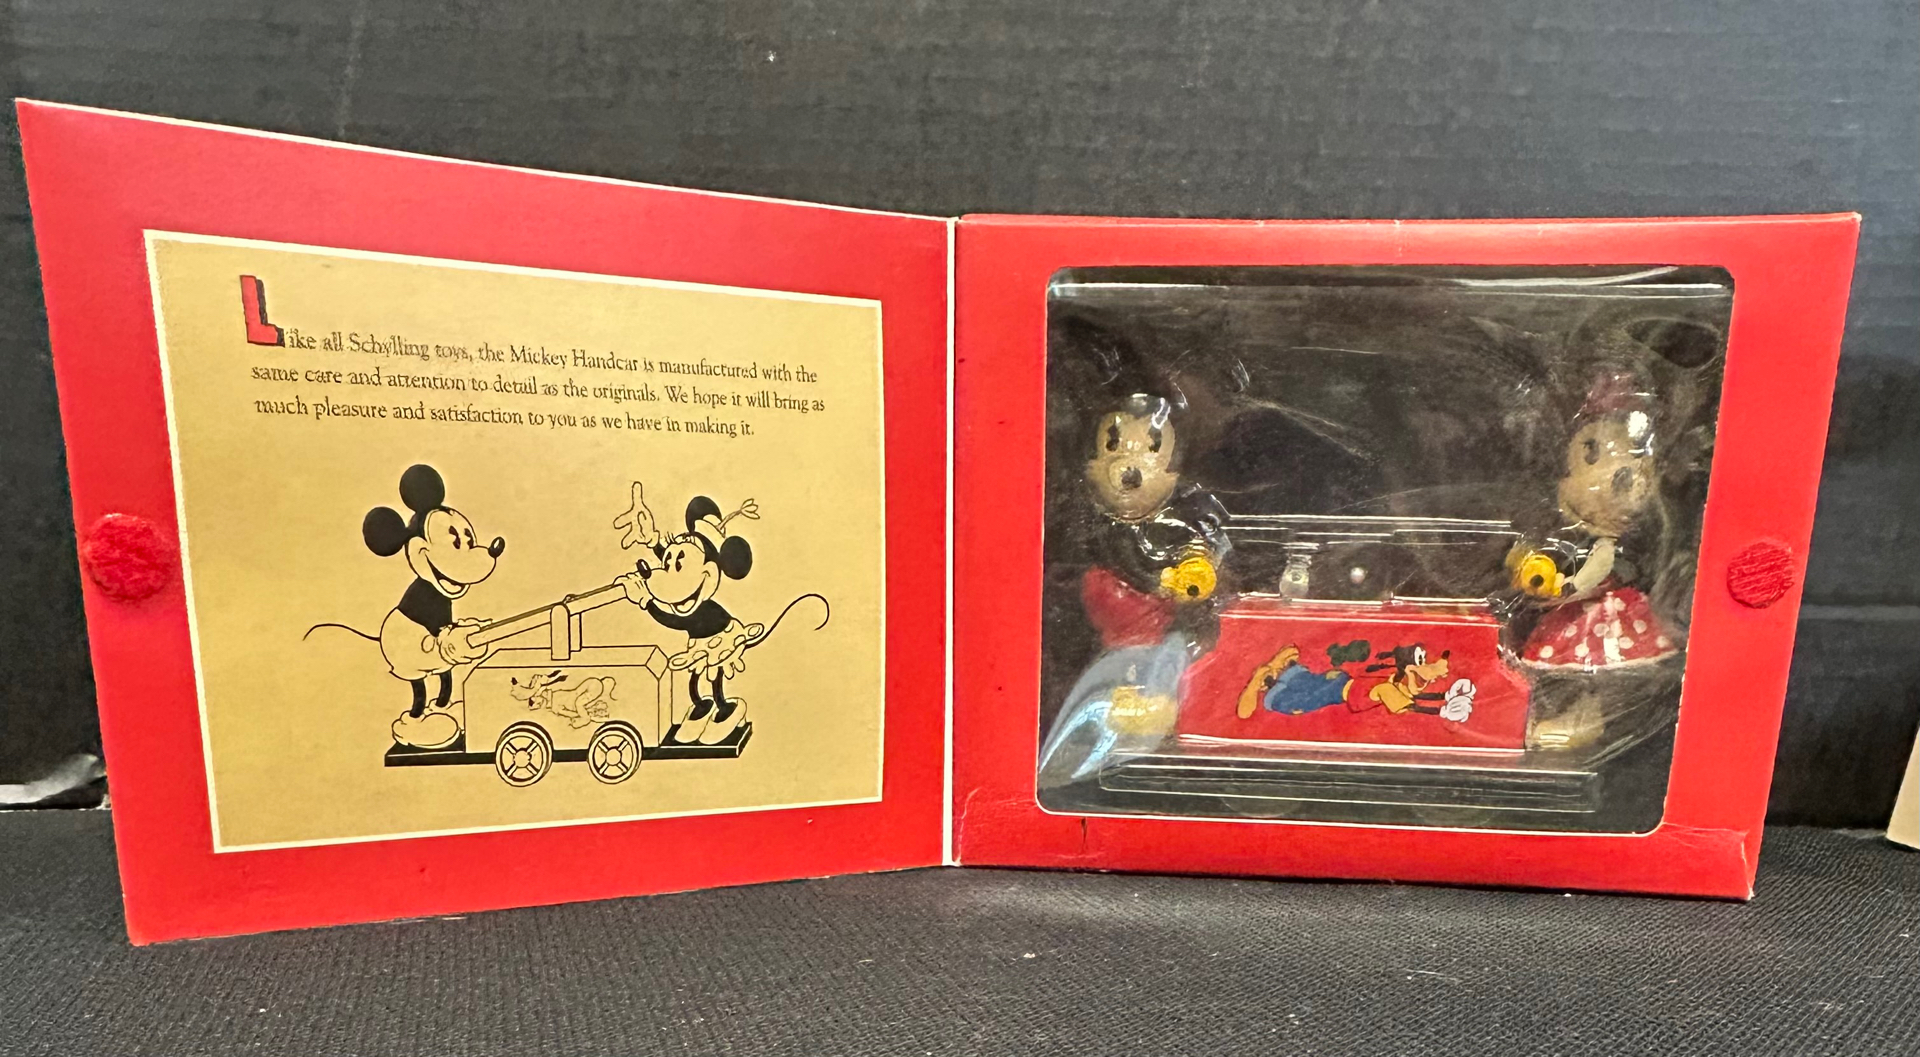 Like all Schylling toys, the Mickey Handcar is manufactured with the
same care and attention to detail as the originals. We hope it will bring as
much pleasure and satisfaction to you as we have in making it.